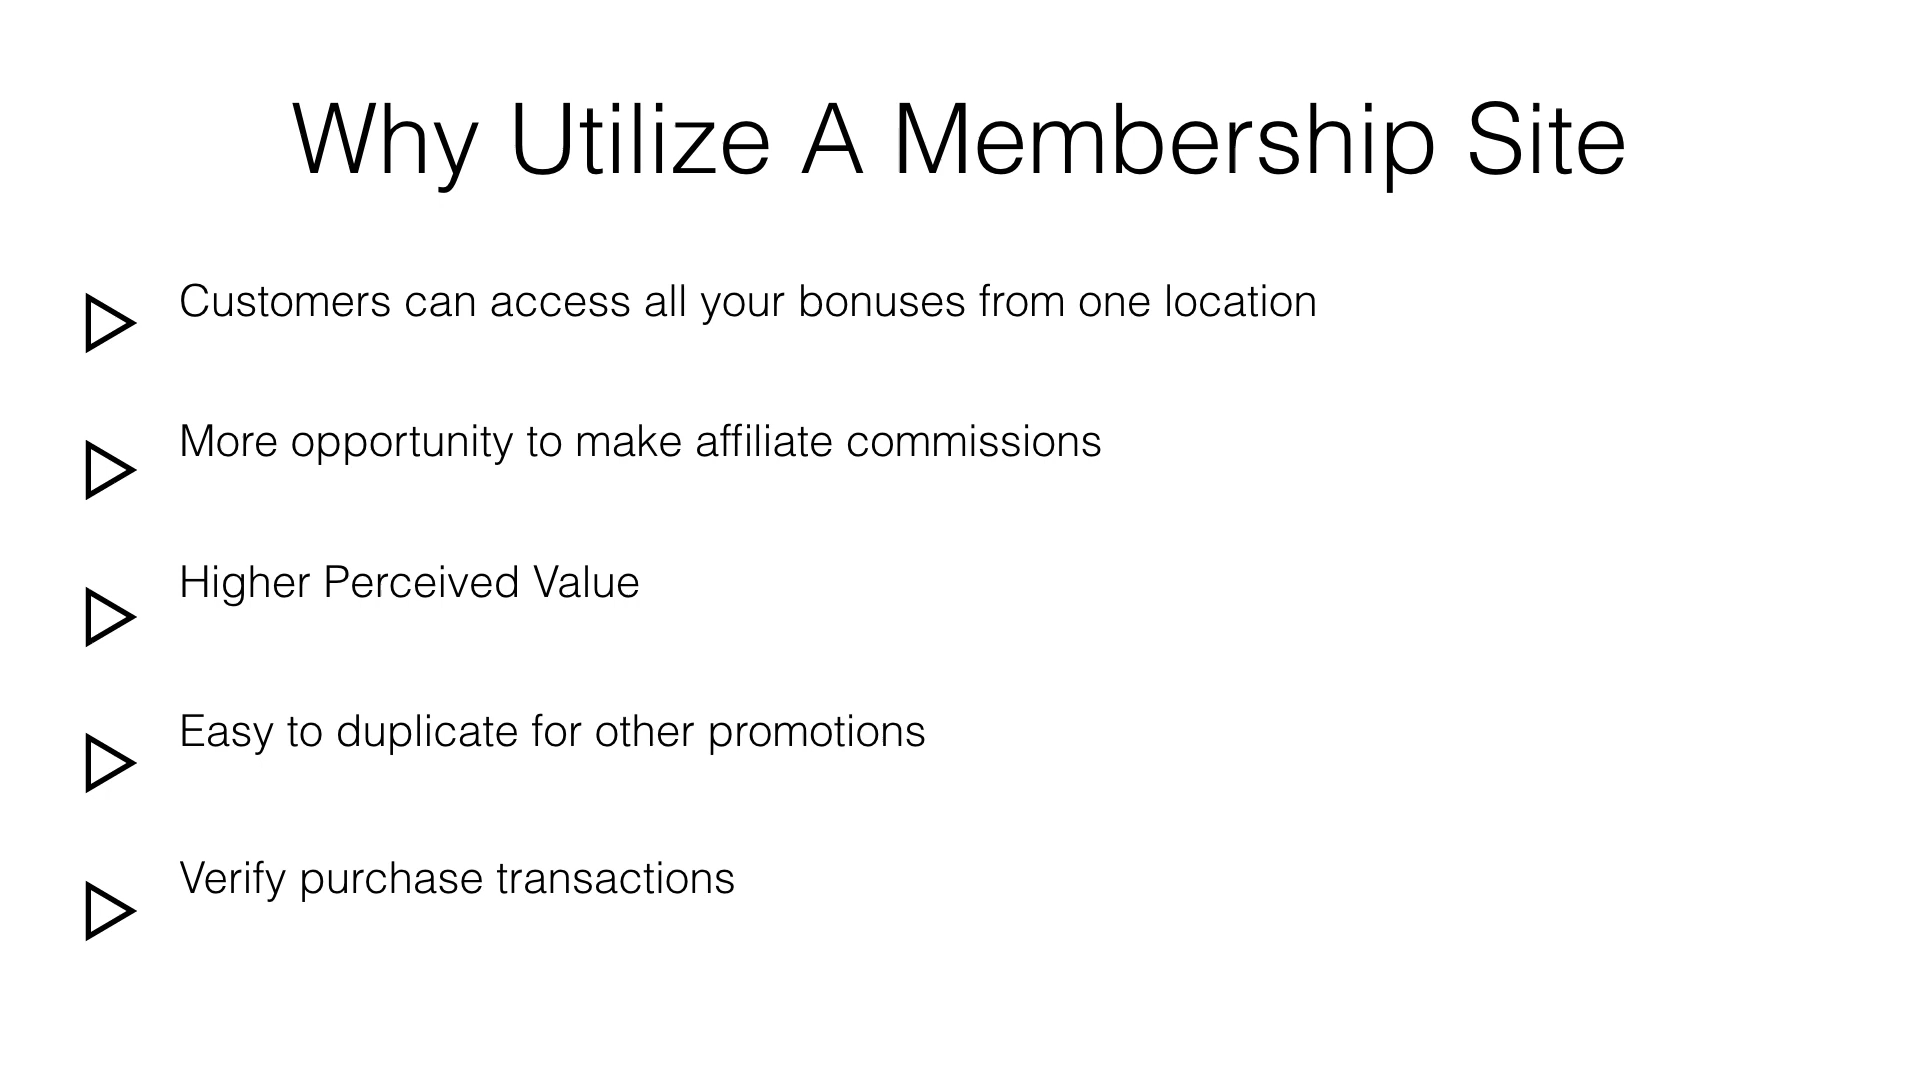 Why Utilize A Membership Site
Customers can access all your bonuses from one location
More opportunity to make affiliate commissions
Higher Perceived Value
Easy to duplicate for other promotions
Verify purchase transactions